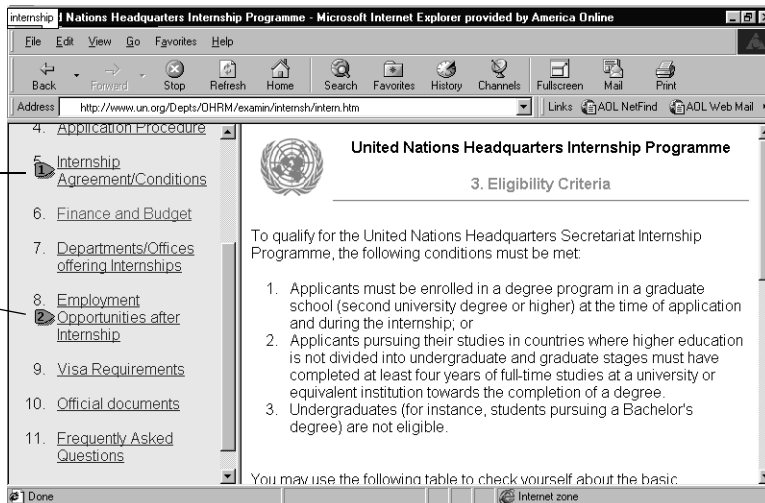 internship
d Nations Headquarters Internship Programme - Microsoft Internet Explorer provided by America Online
File Edit View Go Favorites Help
Back Forward Stop Refresh Home Search Favorites History Channels Fullscreen Mail Print
Address http://www.un.org/Depts/OHRM/examin/internsh/intern.htm Links AOL NetFind AOL Web Mail
4. Application Procedure
5. Internship
1
Agreement/Conditions
6. Finance and Budget
7. Departments/Offices
offering Internships
8. Employment
2 Opportunities after
Internship
9. Visa Requirements
10. Official documents
11. Frequently Asked
Questions
United Nations Headquarters Internship Programme
3. Eligibility Criteria
To qualify for the United Nations Headquarters Secretariat Internship
Programme, the following conditions must be met:
1. Applicants must be enrolled in a degree program in a graduate
school (second university degree or higher) at the time of application
and during the internship; or
2. Applicants pursuing their studies in countries where higher education
is not divided into undergraduate and graduate stages must have
completed at least four years of full-time studies at a university or
equivalent institution towards the completion of a degree.
3. Undergraduates (for instance, students pursuing a Bachelor's
degree) are not eligible.
You may use the following table to check yourself about the basic
Done Internet zone